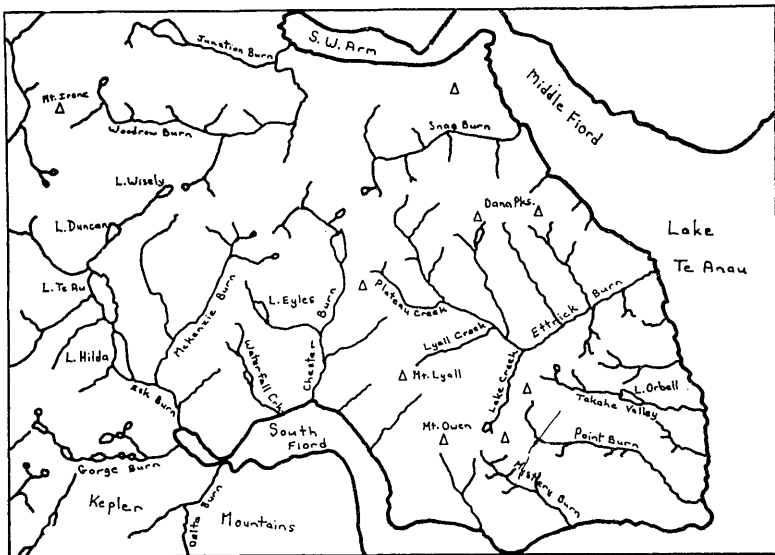 S.W. Arm
Junction Burn
Middle Fiord
Mt. Irene
Woodrow Burn
Snag Burn
L. Wisely
Dana Pks.
L. Duncan
Lake
Te Anau
L. Te Au
Mckenzie Burn
L. Eyles
Chester Burn
Plateau Creek
Ettrick Burn
Lyall Creek
L. Hilda
Waterfall Crk.
Mt. Lyall
Lake Creek
L. Orbell
Takahe Valley
Esk Burn
South
Fiord
Mt. Owen
Point Burn
Gorge Burn
Mystery Burn
Kepler
Delta Burn
Mountains